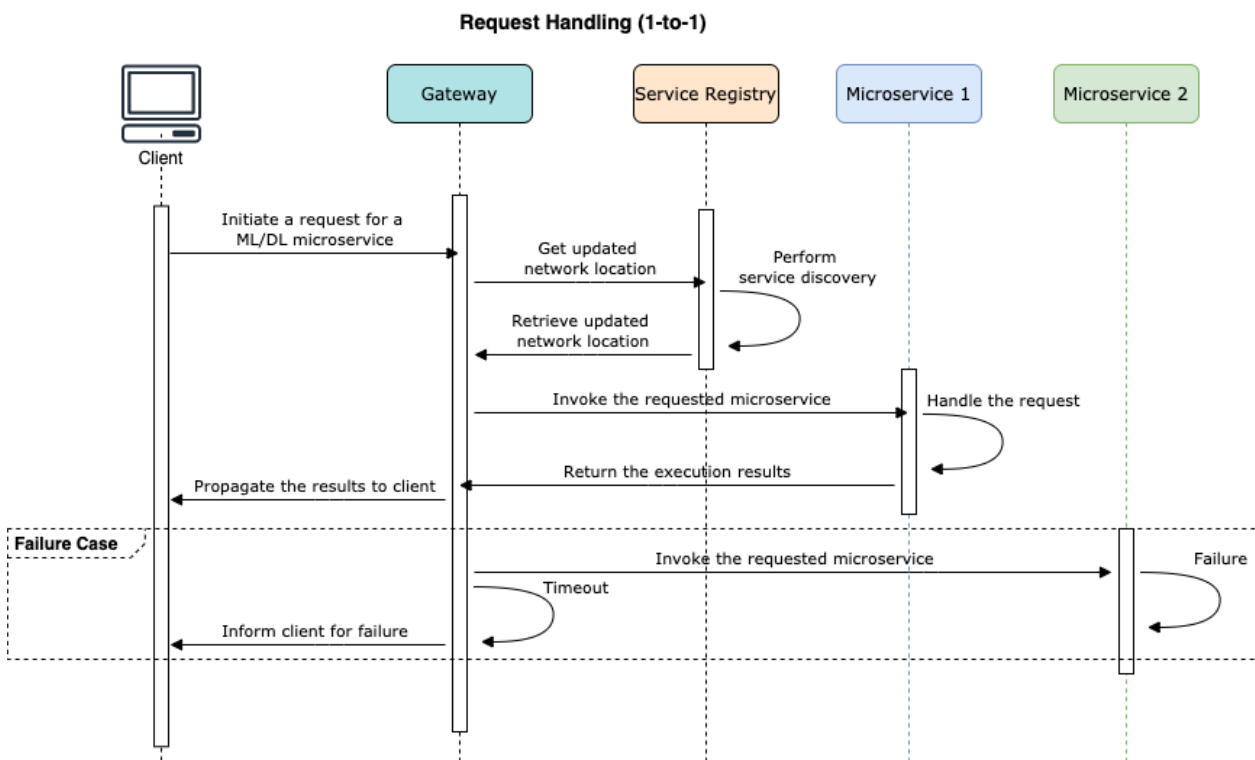 Request Handling (1-to-1)
Client
Gateway
Service Registry
Microservice 1
Microservice 2
Initiate a request for a
ML/DL microservice
Get updated
network location
Perform
service discovery
Retrieve updated
network location
Invoke the requested microservice
Handle the request
Return the execution results
Propagate the results to client
Failure Case
Invoke the requested microservice
Failure
Timeout
Inform client for failure